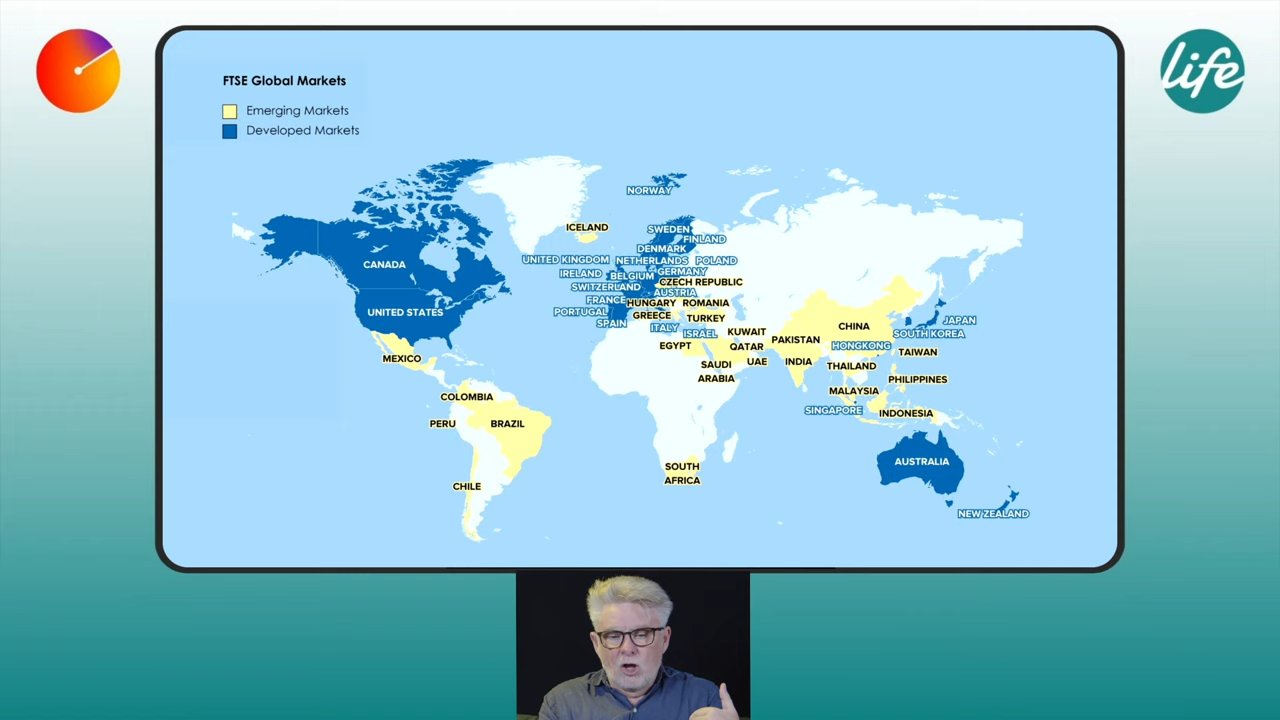 life
FTSE Global Markets
Emerging Markets
Developed Markets
NORWAY
ICELAND
SWEDEN
FINLAND
DENMARK
UNITED KINGDOM
NETHERLANDS
POLAND
CANADA
IRELAND
BELGIUM
GERMANY
CZECH REPUBLIC
SWITZERLAND
AUSTRIA
FRANCE
HUNGARY
ROMANIA
UNITED STATES
PORTUGAL
GREECE
TURKEY
SPAIN
ITALY
ISRAEL
KUWAIT
CHINA
JAPAN
SOUTH KOREA
PAKISTAN
EGYPT
QATAR
HONGKONG
TAIWAN
MEXICO
SAUDI
ARABIA
UAE
INDIA
THAILAND
PHILIPPINES
MALAYSIA
COLOMBIA
SINGAPORE
INDONESIA
PERU
BRAZIL
AUSTRALIA
SOUTH
AFRICA
CHILE
NEW ZEALAND